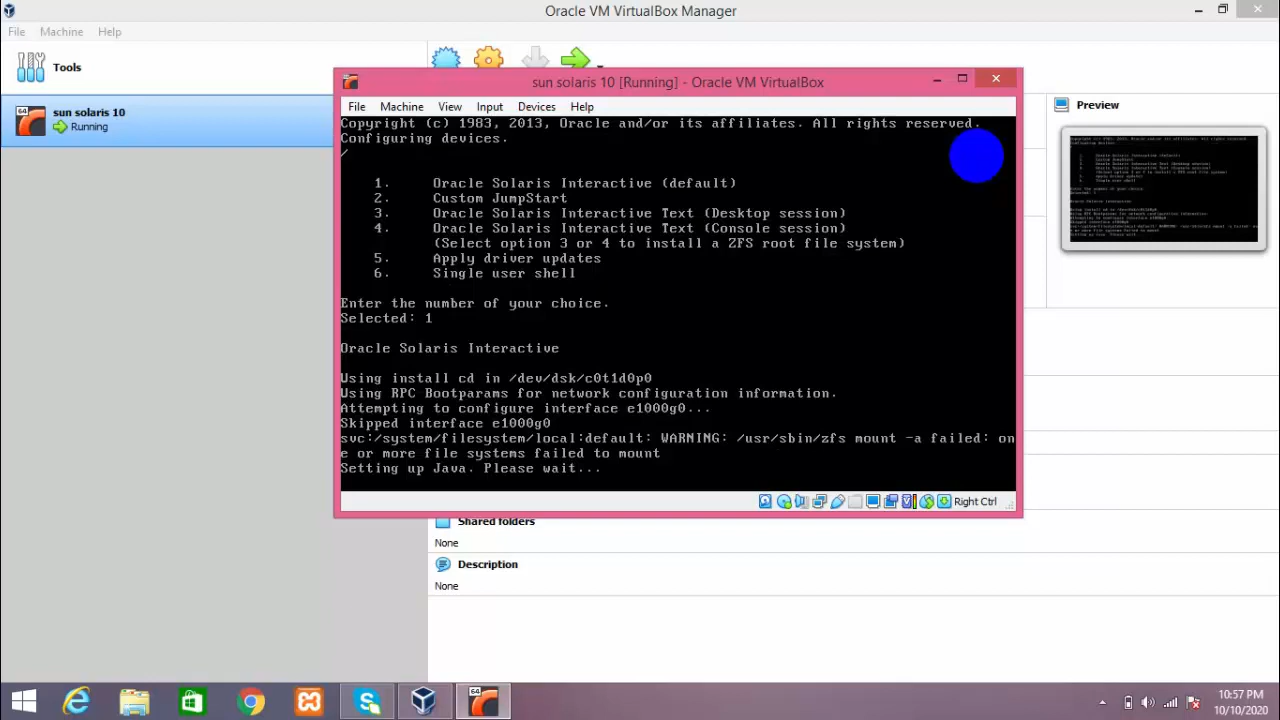 Oracle VM VirtualBox Manager
File Machine Help
Tools
sun solaris 10
Running
sun solaris 10 [Running] - Oracle VM VirtualBox
File Machine View Input Devices Help
Copyright (c) 1983, 2013, Oracle and/or its affiliates. All rights reserved.
Configuring devices.
/
1. Oracle Solaris Interactive (default)
2. Custom JumpStart
3. Oracle Solaris Interactive Text (Desktop session)
4. Oracle Solaris Interactive Text (Console session)
(Select option 3 or 4 to install a ZFS root file system)
5. Apply driver updates
6. Single user shell
Enter the number of your choice.
Selected: 1
Oracle Solaris Interactive
Using install cd in /dev/dsk/c0t1d0p0
Using RPC Bootparams for network configuration information.
Attempting to configure interface e1000g0...
Skipped interface e1000g0
svc:/system/filesystem/local:default: WARNING: /usr/sbin/zfs mount -a failed: on
e or more file systems failed to mount
Setting up Java. Please wait...
Right Ctrl
Preview
Shared folders
None
Description
None
64
10:57 PM
10/10/2020